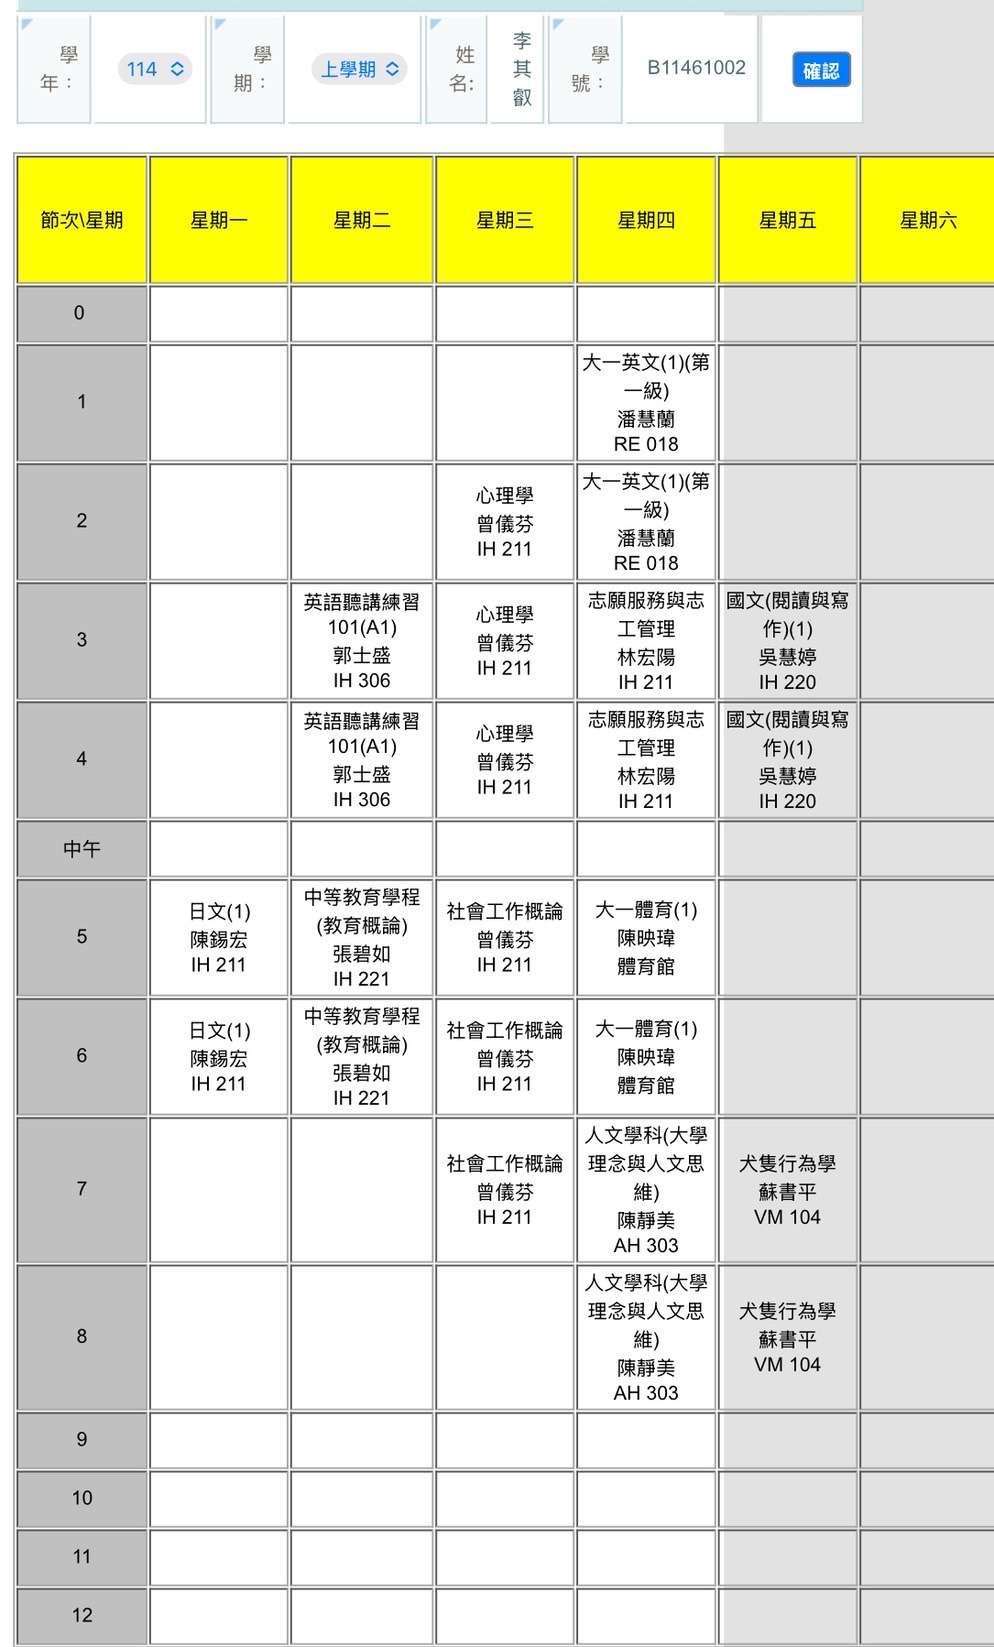 學年：
114
學期：
上學期
姓名:
李其叡
學號：
B11461002
確認
節次\星期
星期一
星期二
星期三
星期四
星期五
星期六
0
1
大一英文(1)(第
一級)
潘慧蘭
RE 018
2
心理學
曾儀芬
IH 211
大一英文(1)(第
一級)
潘慧蘭
RE 018
3
英語聽講練習
101(A1)
郭士盛
IH 306
心理學
曾儀芬
IH 211
志願服務與志
工管理
林宏陽
IH 211
國文(閱讀與寫
作)(1)
吳慧婷
IH 220
4
英語聽講練習
101(A1)
郭士盛
IH 306
心理學
曾儀芬
IH 211
志願服務與志
工管理
林宏陽
IH 211
國文(閱讀與寫
作)(1)
吳慧婷
IH 220
中午
5
日文(1)
陳錫宏
IH 211
中等教育學程
(教育概論)
張碧如
IH 221
社會工作概論
曾儀芬
IH 211
大一體育(1)
陳映瑋
體育館
6
日文(1)
陳錫宏
IH 211
中等教育學程
(教育概論)
張碧如
IH 221
社會工作概論
曾儀芬
IH 211
大一體育(1)
陳映瑋
體育館
7
社會工作概論
曾儀芬
IH 211
人文學科(大學
理念與人文思
維)
陳靜美
AH 303
犬隻行為學
蘇書平
VM 104
8
人文學科(大學
理念與人文思
維)
陳靜美
AH 303
犬隻行為學
蘇書平
VM 104
9
10
11
12